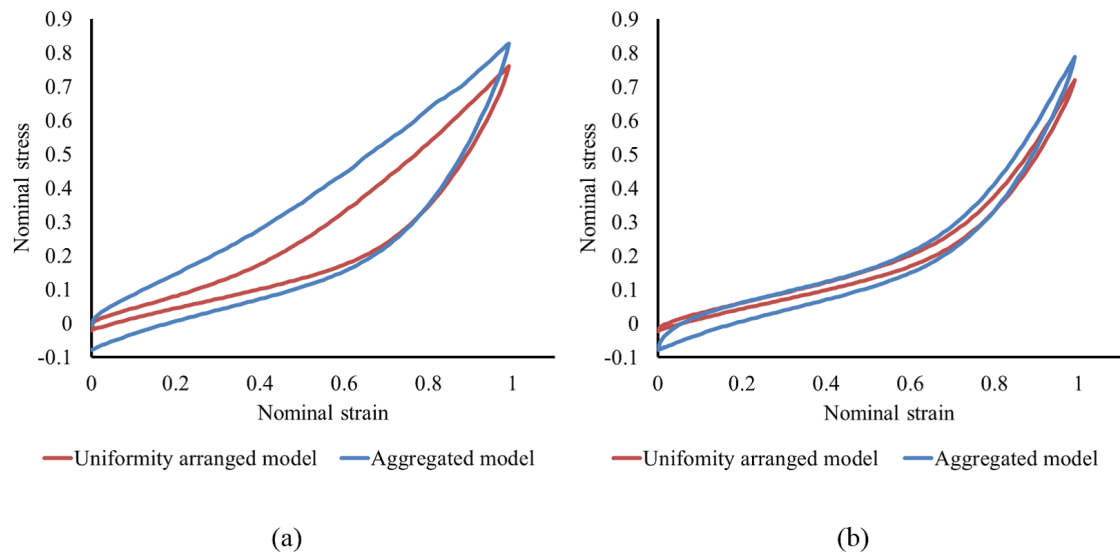 0.9
0.8
0.7
0.6
0.5
0.4
0.3
0.2
0.1
0
-0.1
Nominal stress
0 0.2 0.4 0.6 0.8 1
Nominal strain
Uniformity arranged model Aggregated model
(a)
0.9
0.8
0.7
0.6
0.5
0.4
0.3
0.2
0.1
0
-0.1
Nominal stress
0 0.2 0.4 0.6 0.8 1
Nominal strain
Unifomity arranged model Aggregated model
(b)